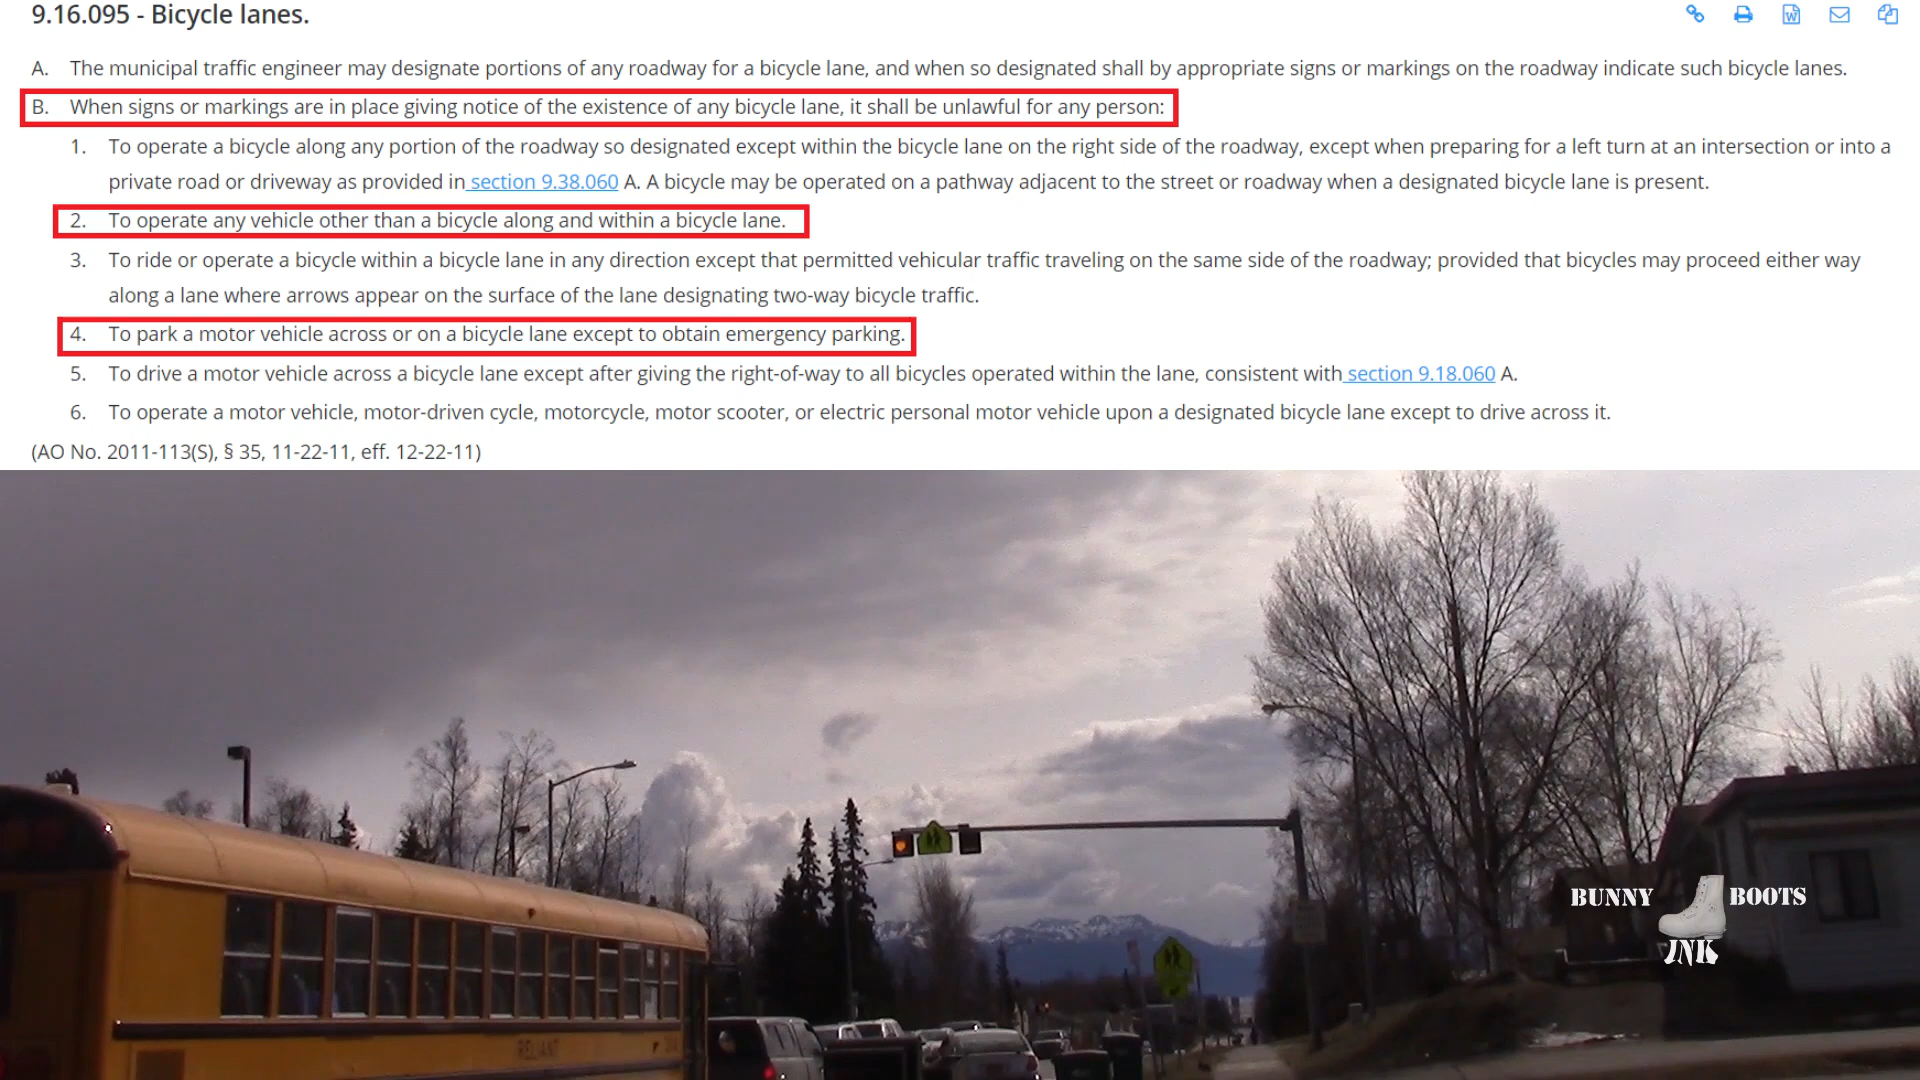 9.16.095 - Bicycle lanes.
A. The municipal traffic engineer may designate portions of any roadway for a bicycle lane, and when so designated shall by appropriate signs or markings on the roadway indicate such bicycle lanes.
B. When signs or markings are in place giving notice of the existence of any bicycle lane, it shall be unlawful for any person:
1. To operate a bicycle along any portion of the roadway so designated except within the bicycle lane on the right side of the roadway, except when preparing for a left turn at an intersection or into a
private road or driveway as provided in section 9.38.060 A. A bicycle may be operated on a pathway adjacent to the street or roadway when a designated bicycle lane is present.
2. To operate any vehicle other than a bicycle along and within a bicycle lane.
3. To ride or operate a bicycle within a bicycle lane in any direction except that permitted vehicular traffic traveling on the same side of the roadway; provided that bicycles may proceed either way
along a lane where arrows appear on the surface of the lane designating two-way bicycle traffic.
4. To park a motor vehicle across or on a bicycle lane except to obtain emergency parking.
5. To drive a motor vehicle across a bicycle lane except after giving the right-of-way to all bicycles operated within the lane, consistent with section 9.18.060 A.
6. To operate a motor vehicle, motor-driven cycle, motorcycle, motor scooter, or electric personal motor vehicle upon a designated bicycle lane except to drive across it.
(AO No. 2011-113(S), § 35, 11-22-11, eff. 12-22-11)
BUNNY BOOTS
INK
RELIANT